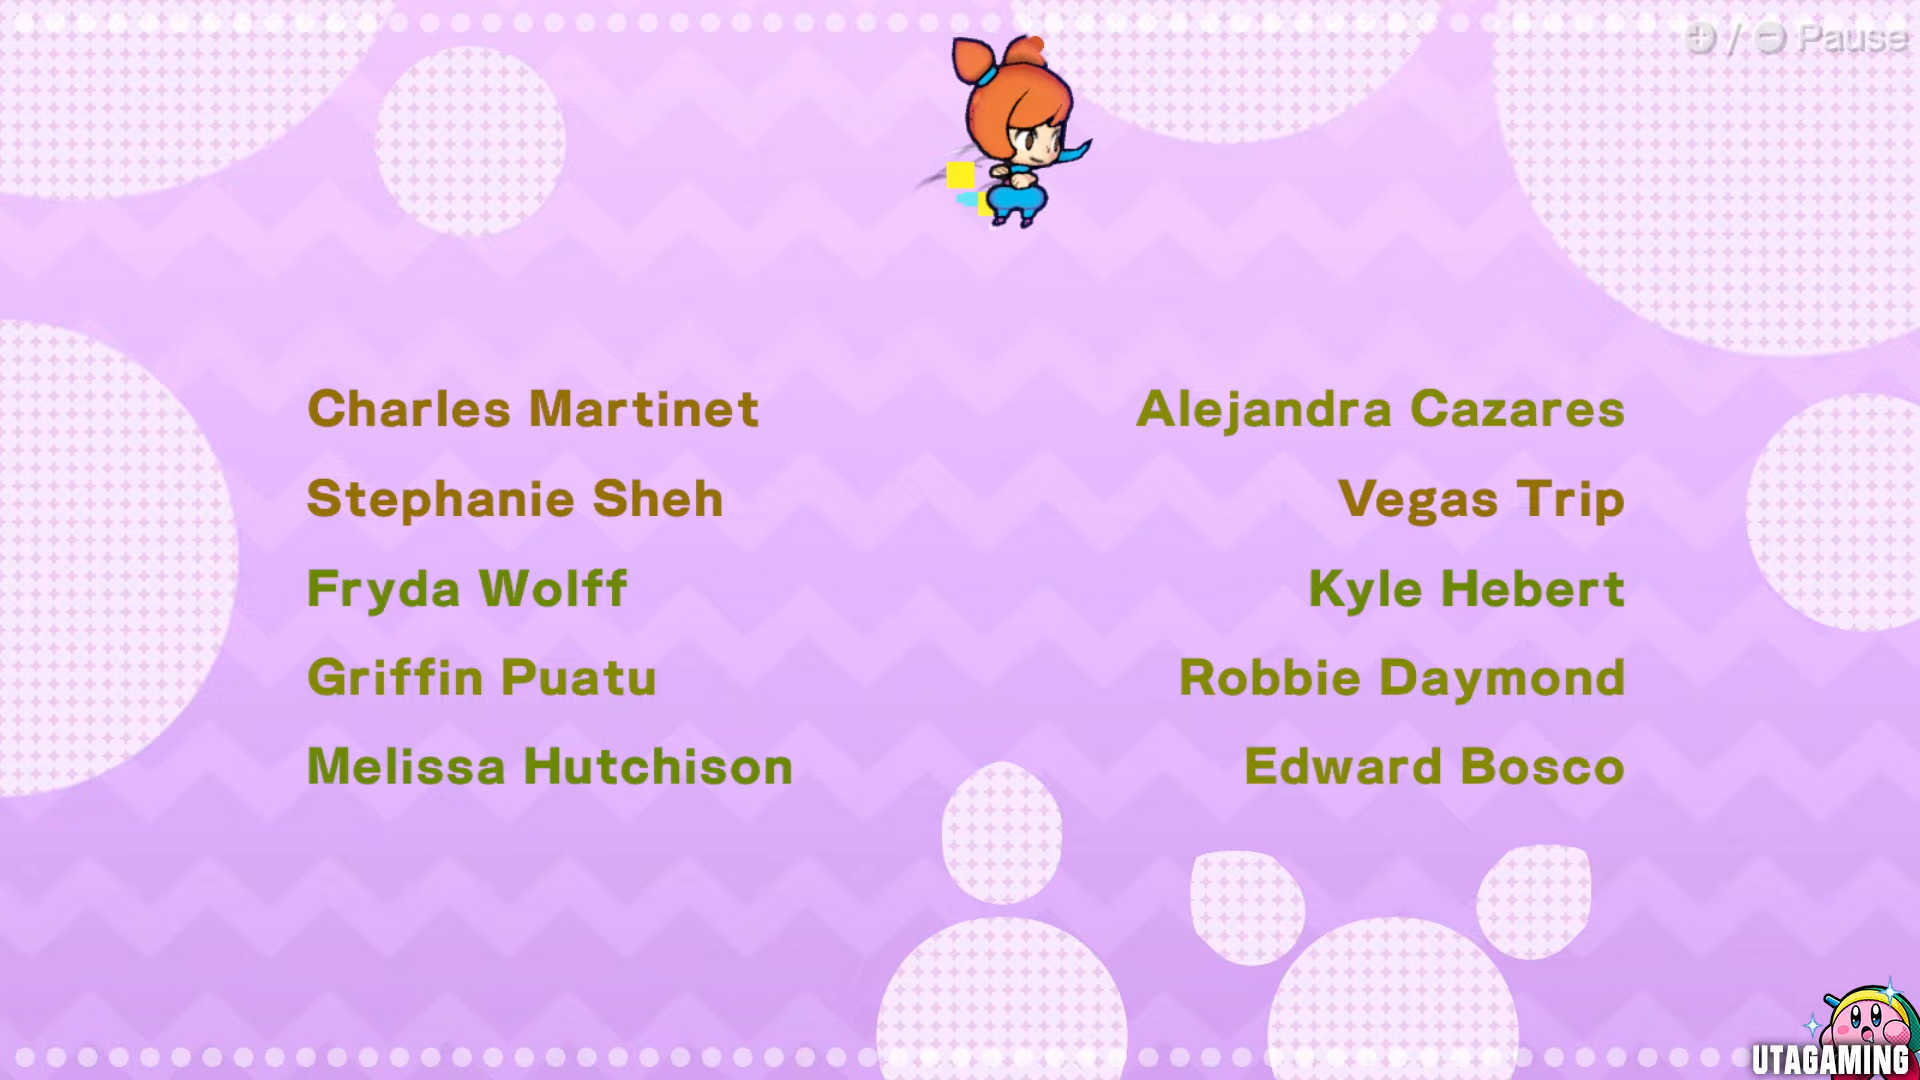 + / - Pause
Charles Martinet
Alejandra Cazares
Stephanie Sheh
Vegas Trip
Fryda Wolff
Kyle Hebert
Griffin Puatu
Robbie Daymond
Melissa Hutchison
Edward Bosco
UTAGAMING